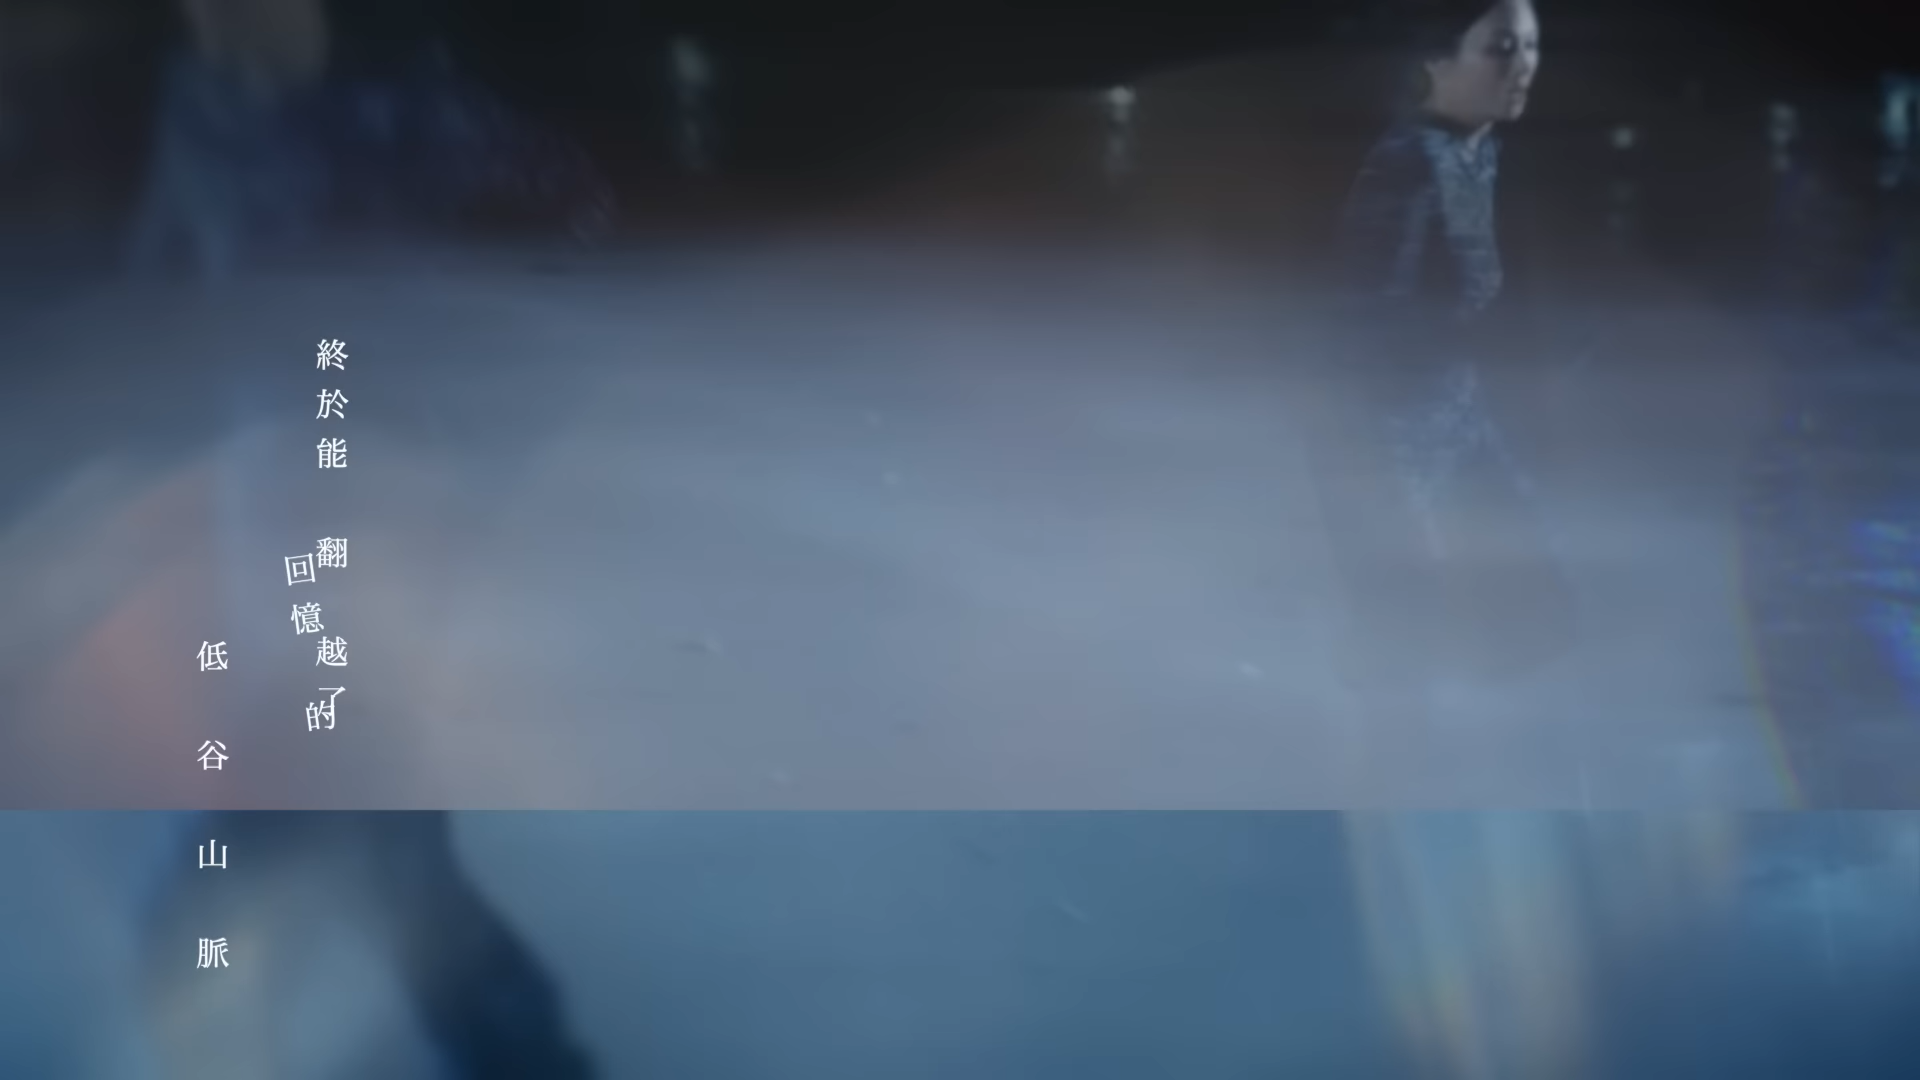 終於能 翻 越了
回憶 的
低谷山脈